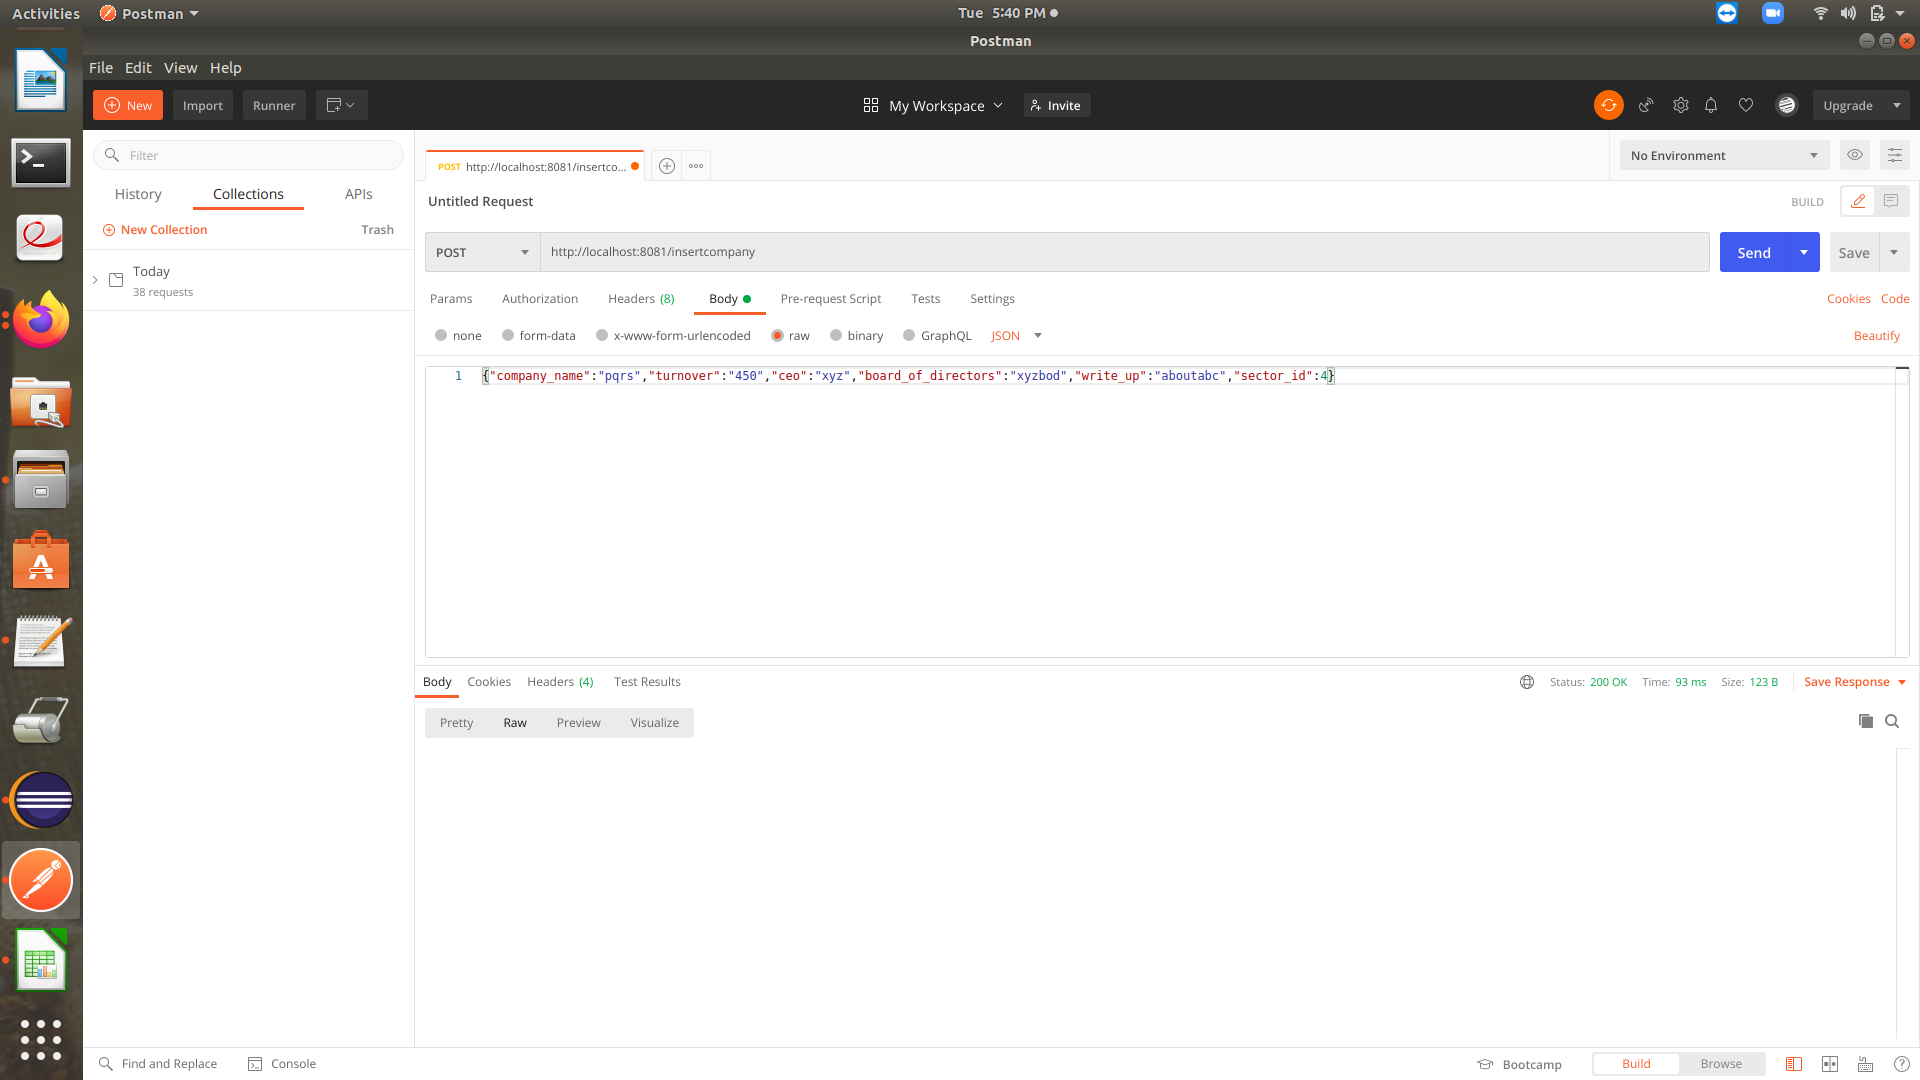 Activities Postman Tue 5:40 PM
Postman
File Edit View Help
New Import Runner My Workspace Invite Upgrade
Filter
History Collections APIs
New Collection Trash
Today
38 requests
POST http://localhost:8081/insertco... No Environment
Untitled Request BUILD
POST http://localhost:8081/insertcompany Send Save
Params Authorization Headers (8) Body Pre-request Script Tests Settings Cookies Code
none form-data x-www-form-urlencoded raw binary GraphQL JSON Beautify
1 {"company_name":"pqrs","turnover":"450","ceo":"xyz","board_of_directors":"xyzbod","write_up":"aboutabc","sector_id":4}
Body Cookies Headers (4) Test Results Status: 200 OK Time: 93 ms Size: 123 B Save Response
Pretty Raw Preview Visualize
Find and Replace Console Bootcamp Build Browse